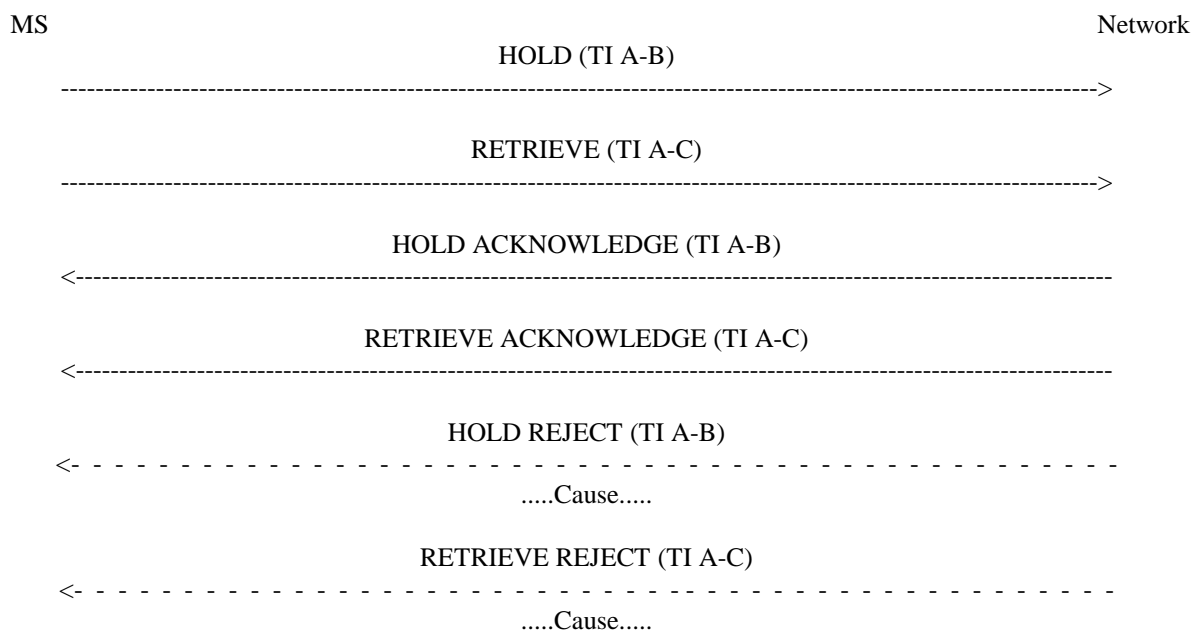 MS Network
HOLD (TI A-B)
RETRIEVE (TI A-C)
HOLD ACKNOWLEDGE (TI A-B)
RETRIEVE ACKNOWLEDGE (TI A-C)
HOLD REJECT (TI A-B)
.....Cause.....
RETRIEVE REJECT (TI A-C)
.....Cause.....